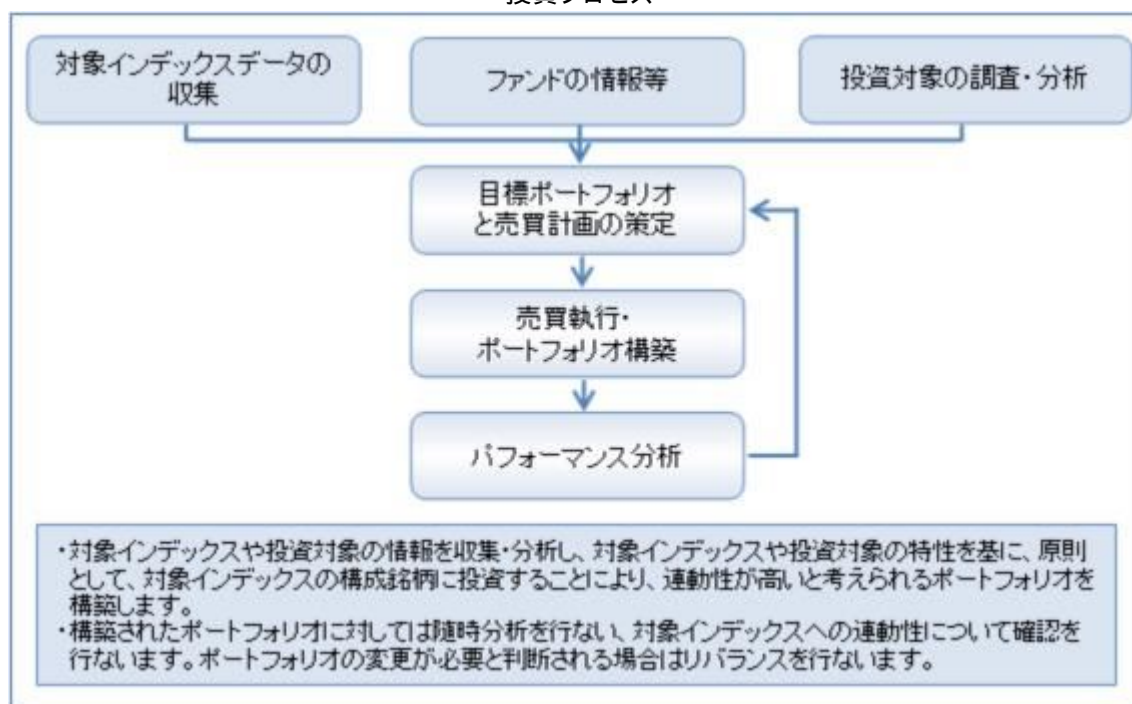 投資プロセス
対象インデックスデータの
収集
ファンドの情報等
投資対象の調査・分析
目標ポートフォリオ
と売買計画の策定
売買執行・
ポートフォリオ構築
パフォーマンス分析
・対象インデックスや投資対象の情報を収集・分析し、対象インデックスや投資対象の特性を基に、原則
として、対象インデックスの構成銘柄に投資することにより、連動性が高いと考えられるポートフォリオを
構築します。
・構築されたポートフォリオに対しては随時分析を行ない、対象インデックスへの連動性について確認を
行ないます。ポートフォリオの変更が必要と判断される場合はリバランスを行ないます。